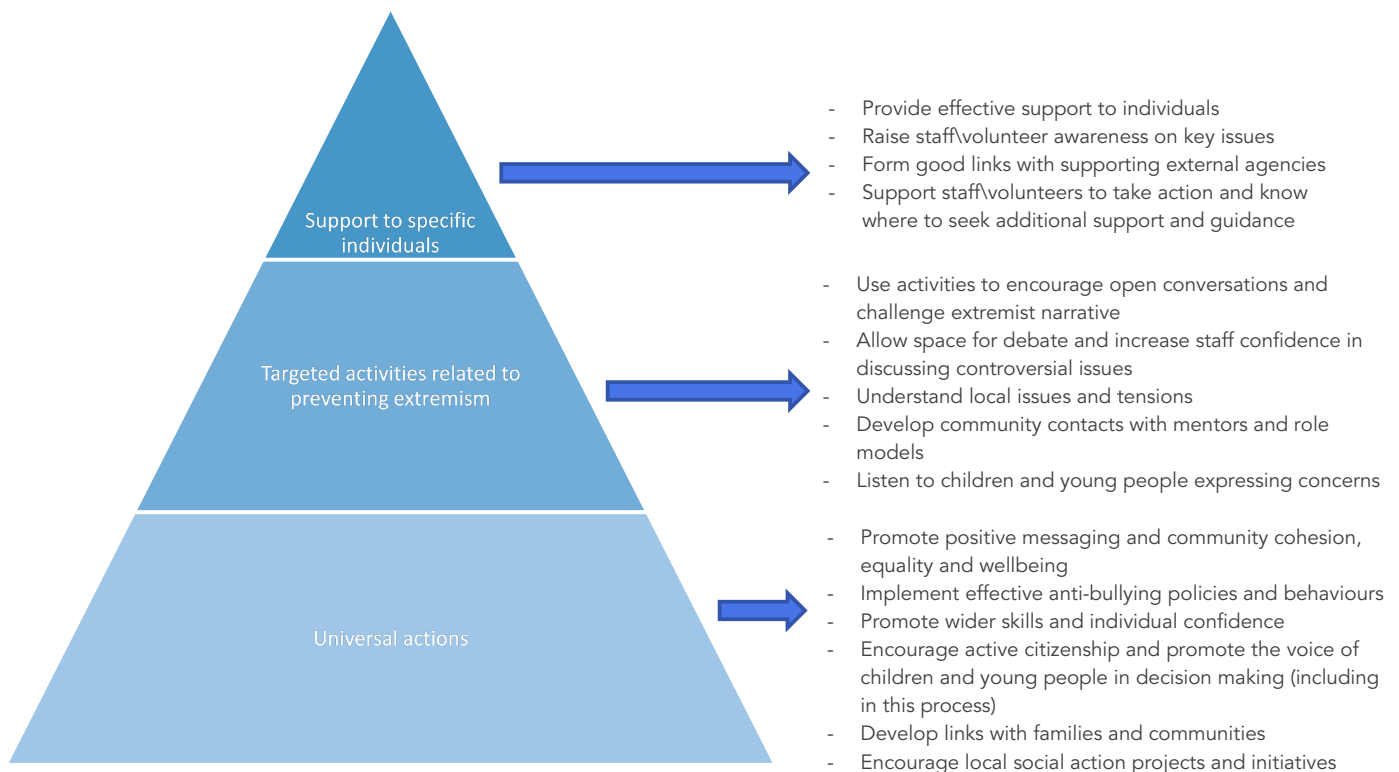 Support to specific
individuals
- Provide effective support to individuals
- Raise staff\volunteer awareness on key issues
- Form good links with supporting external agencies
- Support staff\volunteers to take action and know
where to seek additional support and guidance
Targeted activities related to
preventing extremism
- Use activities to encourage open conversations and
challenge extremist narrative
- Allow space for debate and increase staff confidence in
discussing controversial issues
- Understand local issues and tensions
- Develop community contacts with mentors and role
models
- Listen to children and young people expressing concerns
Universal actions
- Promote positive messaging and community cohesion,
equality and wellbeing
- Implement effective anti-bullying policies and behaviours
- Promote wider skills and individual confidence
- Encourage active citizenship and promote the voice of
children and young people in decision making (including
in this process)
- Develop links with families and communities
- Encourage local social action projects and initiatives